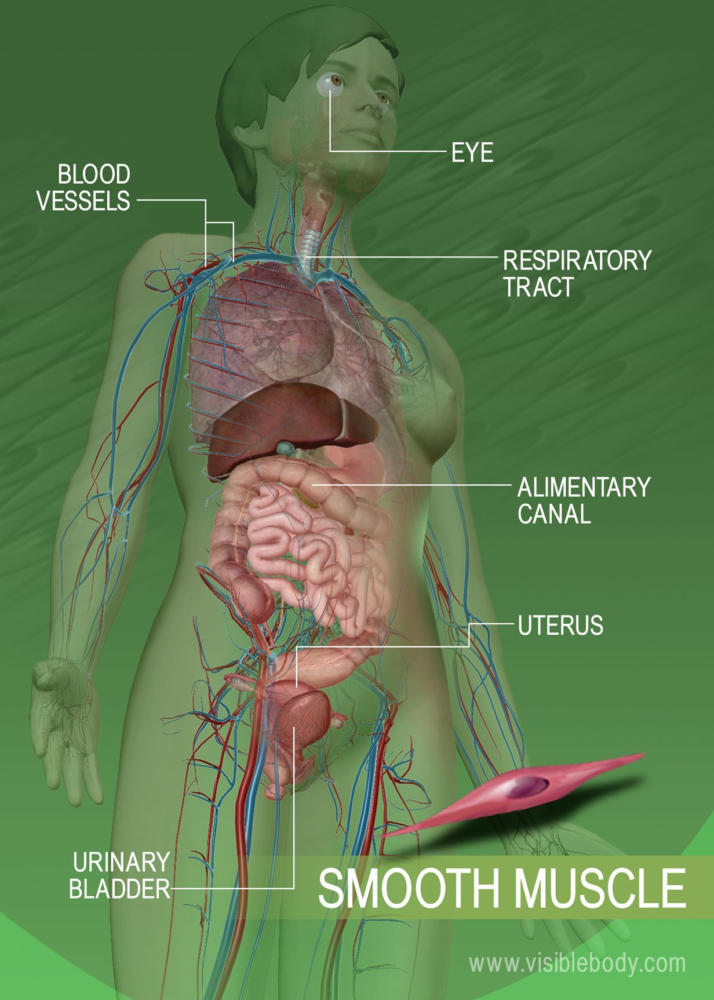 EYE
BLOOD
VESSELS
RESPIRATORY
TRACT
ALIMENTARY
CANAL
UTERUS
URINARY
BLADDER
SMOOTH MUSCLE
www.visiblebody.com